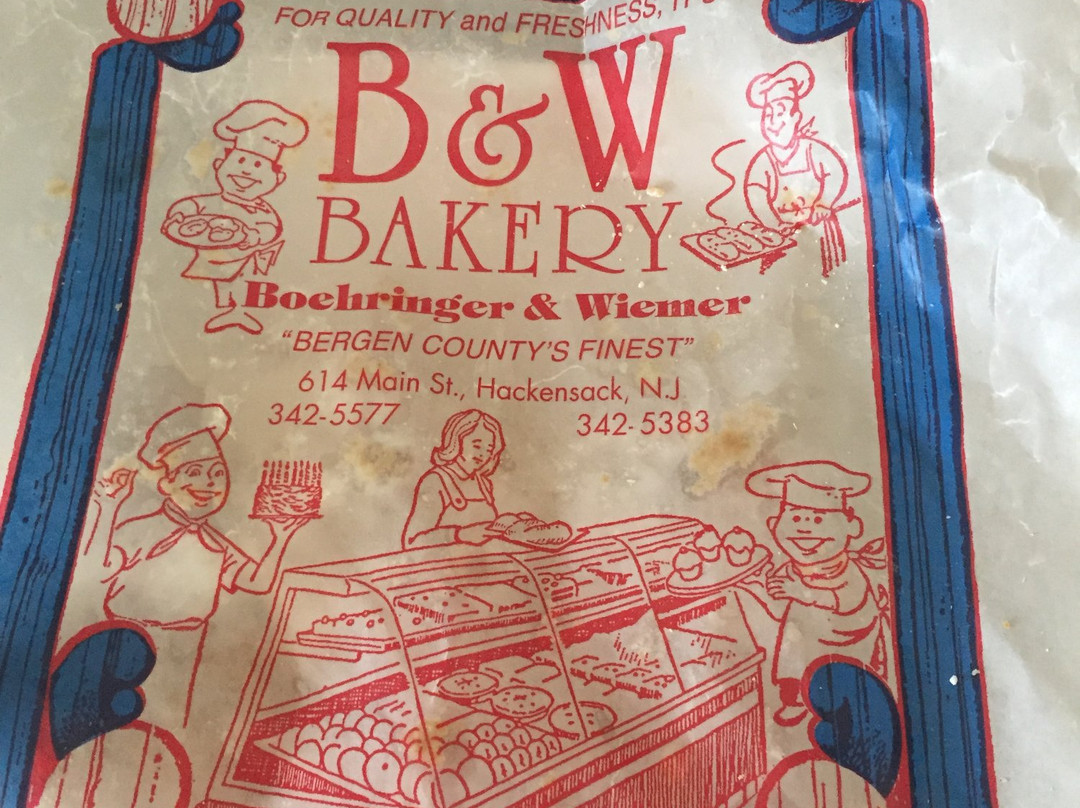 FOR QUALITY and FRESHNESS,
B&W
BAKERY
Boehringer & Wiemer
“BERGEN COUNTY’S FINEST”
614 Main St., Hackensack, N.J
342-5577 342-5383